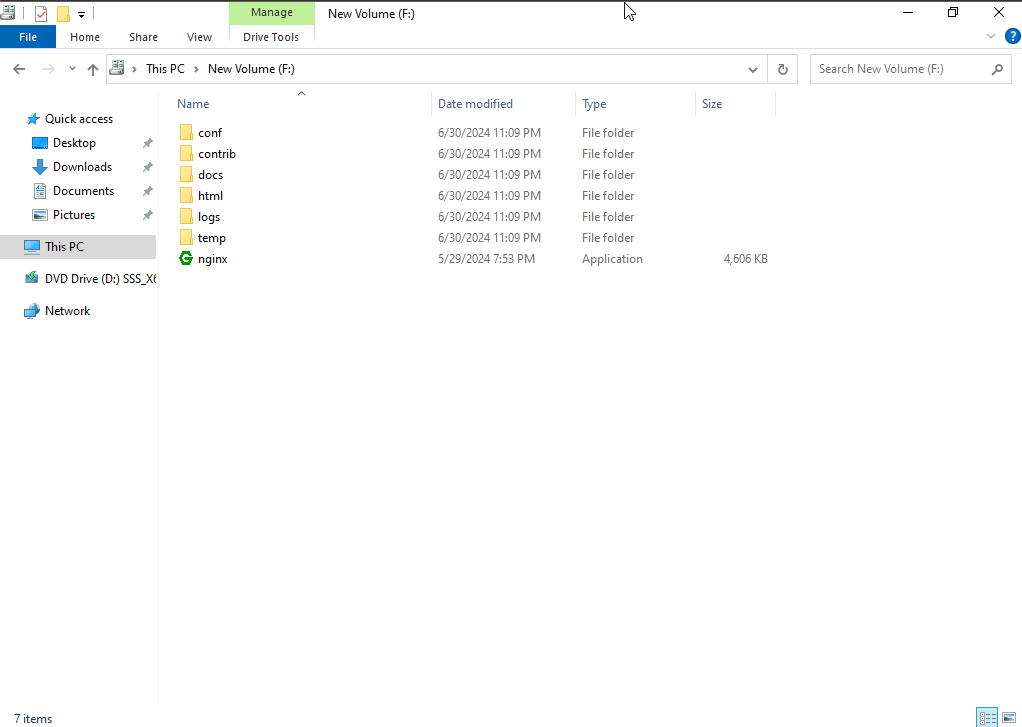 Manage New Volume (F:)
File Home Share View Drive Tools
This PC New Volume (F:) Search New Volume (F:)
Name Date modified Type Size
Quick access
Desktop
Downloads
Documents
Pictures
This PC
DVD Drive (D:) SSS_X6
Network
conf 6/30/2024 11:09 PM File folder
contrib 6/30/2024 11:09 PM File folder
docs 6/30/2024 11:09 PM File folder
html 6/30/2024 11:09 PM File folder
logs 6/30/2024 11:09 PM File folder
temp 6/30/2024 11:09 PM File folder
nginx 5/29/2024 7:53 PM Application 4,606 KB
7 items